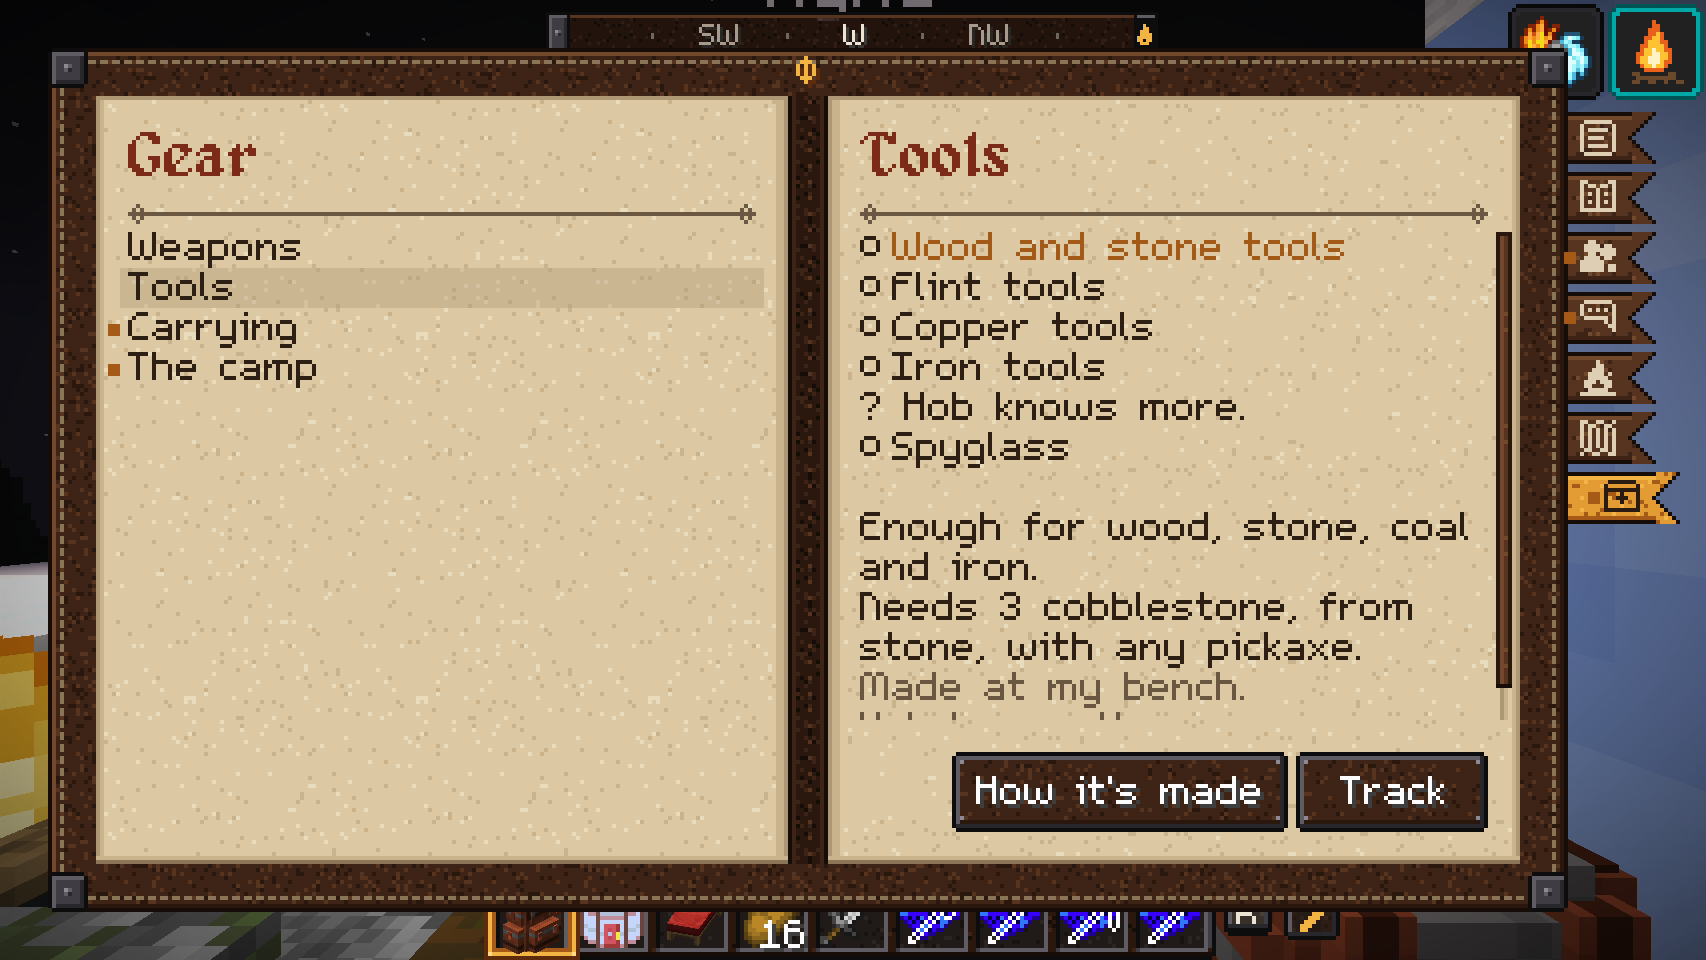 SW
W
NW
Gear
Weapons
Tools
Carrying
The camp
Tools
Wood and stone tools
Flint tools
Copper tools
Iron tools
? Hob knows more.
Spyglass
Enough for wood, stone, coal
and iron.
Needs 3 cobblestone, from
stone, with any pickaxe.
Made at my bench.
How it's made
Track
16